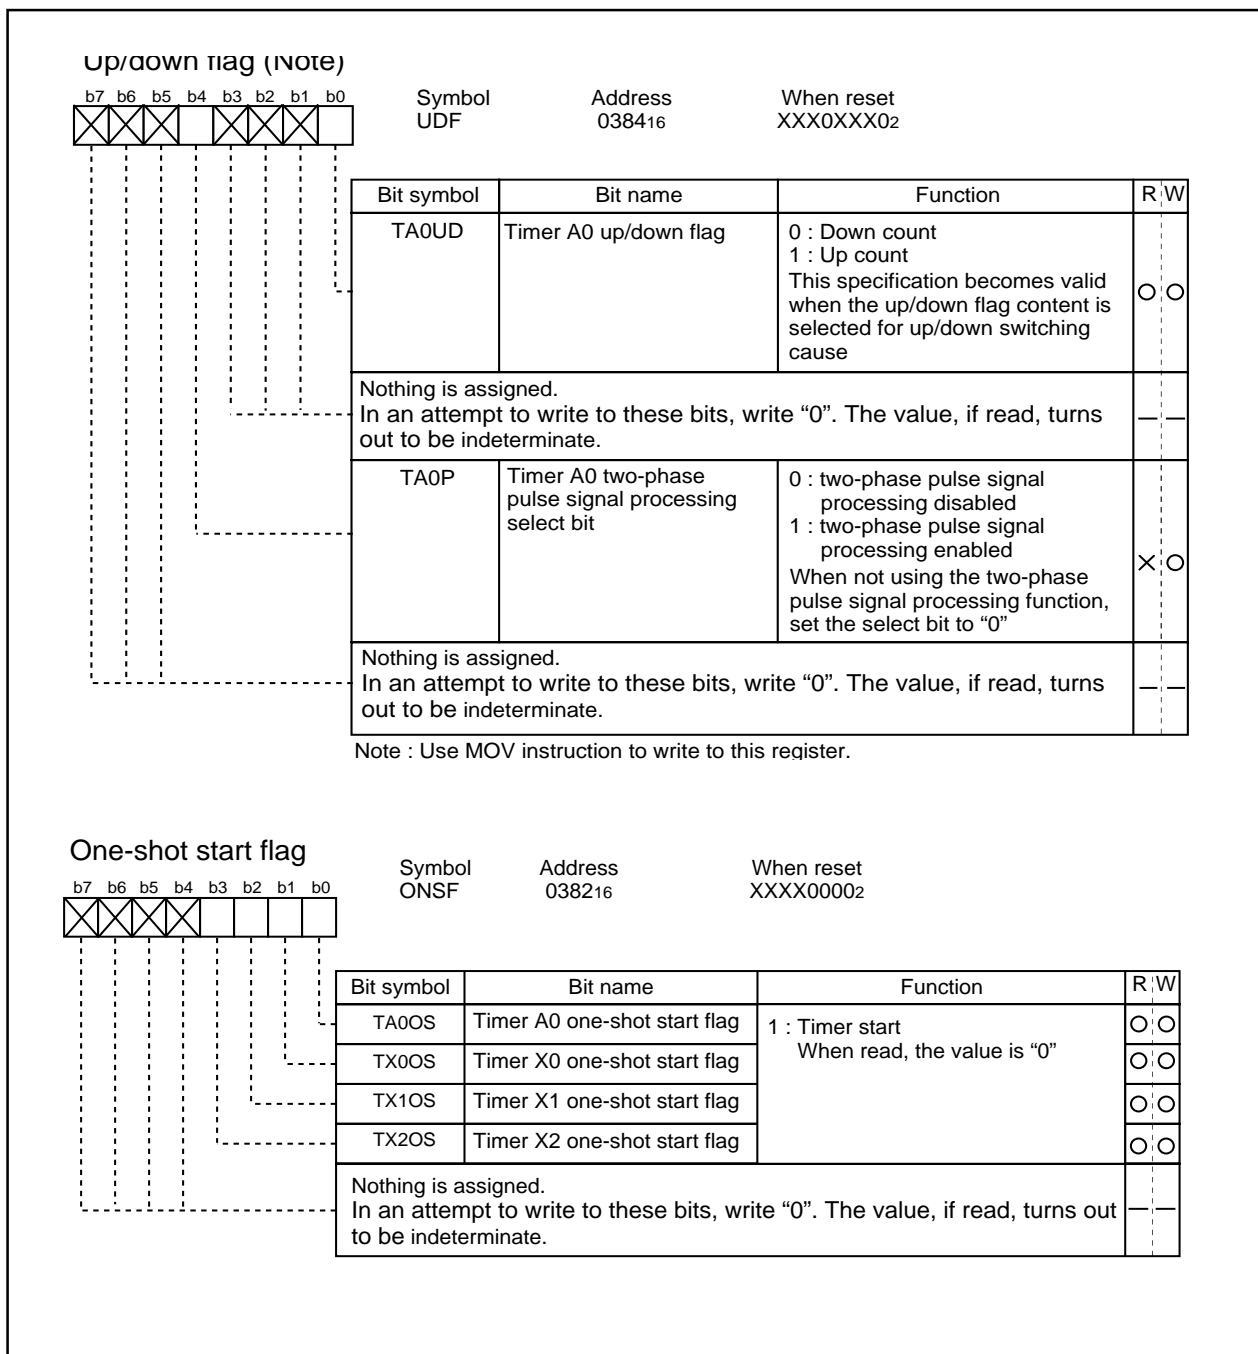 Up/down flag (Note)
b7 b6 b5 b4 b3 b2 b1 b0
Symbol Address When reset
UDF 038416 XXX0XXX02
Bit symbol Bit name Function R W
TA0UD Timer A0 up/down flag 0 : Down count
1 : Up count
This specification becomes valid
when the up/down flag content is
selected for up/down switching
cause
Nothing is assigned.
In an attempt to write to these bits, write “0”. The value, if read, turns
out to be indeterminate.
TA0P Timer A0 two-phase 0 : two-phase pulse signal
pulse signal processing processing disabled
select bit 1 : two-phase pulse signal
processing enabled
When not using the two-phase
pulse signal processing function,
set the select bit to “0”
Nothing is assigned.
In an attempt to write to these bits, write “0”. The value, if read, turns
out to be indeterminate.
Note : Use MOV instruction to write to this register.
One-shot start flag
b7 b6 b5 b4 b3 b2 b1 b0
Symbol Address When reset
ONSF 038216 XXXX00002
Bit symbol Bit name Function R W
TA0OS Timer A0 one-shot start flag 1 : Timer start
When read, the value is “0”
TX0OS Timer X0 one-shot start flag
TX1OS Timer X1 one-shot start flag
TX2OS Timer X2 one-shot start flag
Nothing is assigned.
In an attempt to write to these bits, write “0”. The value, if read, turns out
to be indeterminate.